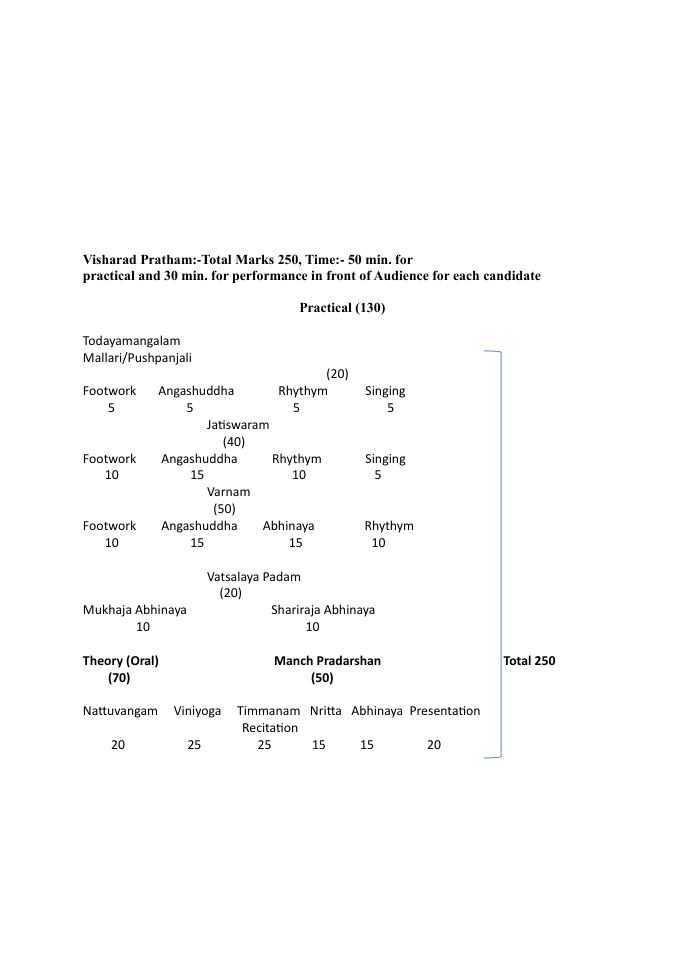 Visharad Pratham:-Total Marks 250, Time:- 50 min. for
practical and 30 min. for performance in front of Audience for each candidate
Practical (130)
Todayamangalam
Mallari/Pushpanjali
(20)
Footwork Angashuddha Rhythym Singing
5 5 5 5
Jatiswaram
(40)
Footwork Angashuddha Rhythym Singing
10 15 10 5
Varnam
(50)
Footwork Angashuddha Abhinaya Rhythym
10 15 15 10
Vatsalaya Padam
(20)
Mukhaja Abhinaya Shariraja Abhinaya
10 10
Theory (Oral) Manch Pradarshan Total 250
(70) (50)
Nattuvangam Viniyoga Timmanam Nritta Abhinaya Presentation
Recitation
20 25 25 15 15 20